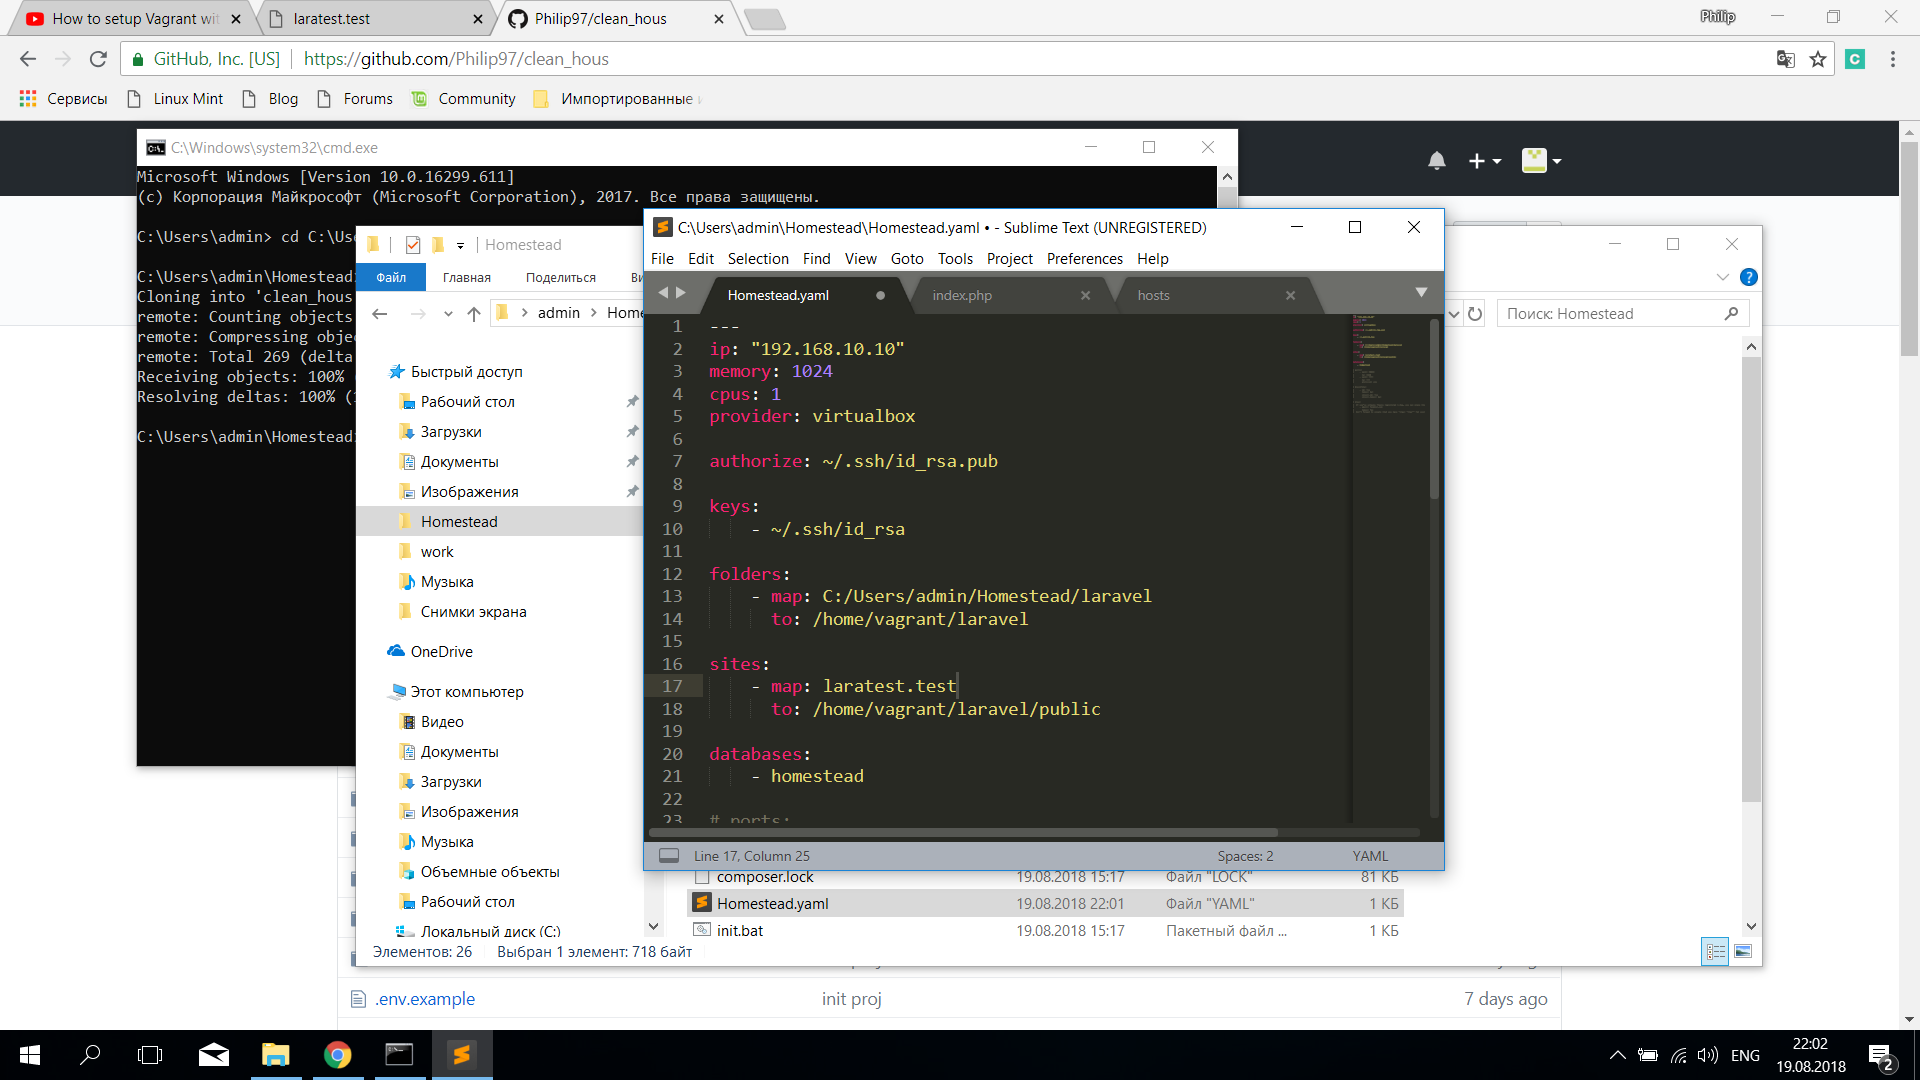 How to setup Vagrant wit
laratest.test
Philip97/clean_hous
Philip
GitHub, Inc. [US]
https://github.com/Philip97/clean_hous
Сервисы
Linux Mint
Blog
Forums
Community
Импортированные
C:\Windows\system32\cmd.exe
Microsoft Windows [Version 10.0.16299.611]
(c) Корпорация Майкрософт (Microsoft Corporation), 2017. Все права защищены.
C:\Users\admin> cd C:\Use
C:\Users\admin\Homestead>
Cloning into 'clean_hous
remote: Counting objects
remote: Compressing obje
remote: Total 269 (delta
Receiving objects: 100%
Resolving deltas: 100% (
C:\Users\admin\Homestead>
Homestead
Файл
Главная
Поделиться
Ви
admin
Home
Поиск: Homestead
Быстрый доступ
Рабочий стол
Загрузки
Документы
Изображения
Homestead
work
Музыка
Снимки экрана
OneDrive
Этот компьютер
Видео
Документы
Загрузки
Изображения
Музыка
Объемные объекты
Рабочий стол
Локальный диск (C:)
Элементов: 26
Выбран 1 элемент: 718 байт
C:\Users\admin\Homestead\Homestead.yaml • - Sublime Text (UNREGISTERED)
File Edit Selection Find View Goto Tools Project Preferences Help
Homestead.yaml
index.php
hosts
1 ---
2 ip: "192.168.10.10"
3 memory: 1024
4 cpus: 1
5 provider: virtualbox
6
7 authorize: ~/.ssh/id_rsa.pub
8
9 keys:
10 - ~/.ssh/id_rsa
11
12 folders:
13 - map: C:/Users/admin/Homestead/laravel
14 to: /home/vagrant/laravel
15
16 sites:
17 - map: laratest.test
18 to: /home/vagrant/laravel/public
19
20 databases:
21 - homestead
22
23 # ports:
Line 17, Column 25
Spaces: 2
YAML
composer.lock 19.08.2018 15:17 Файл "LOCK" 81 КБ
Homestead.yaml 19.08.2018 22:01 Файл "YAML" 1 КБ
init.bat 19.08.2018 15:17 Пакетный файл ... 1 КБ
.env.example
init proj
7 days ago
ENG
22:02
19.08.2018
2